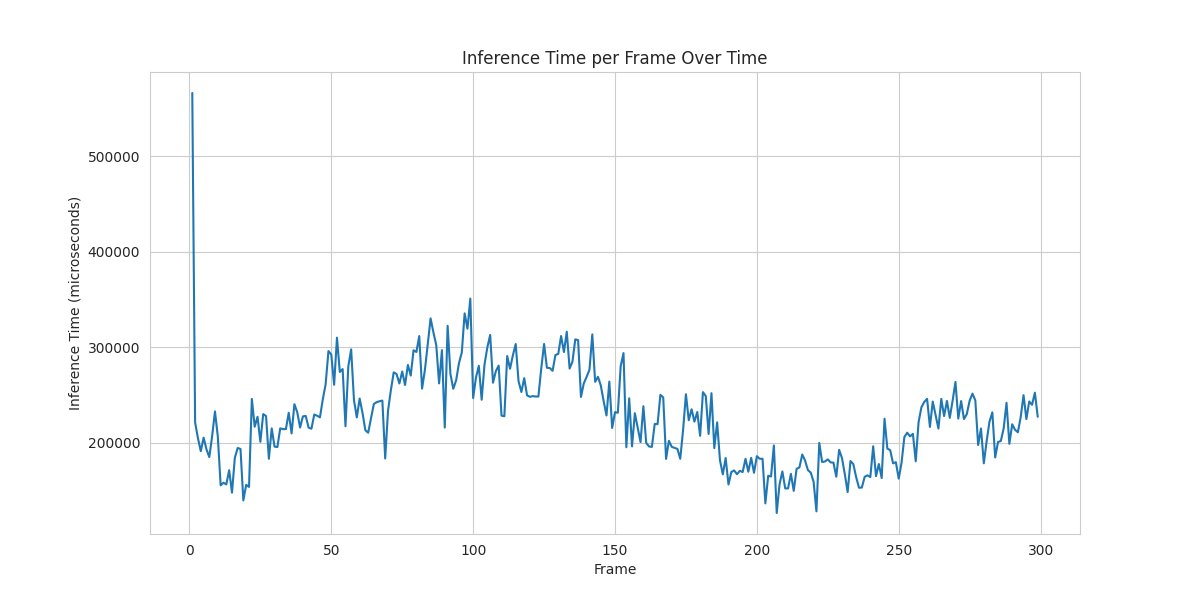 Inference Time per Frame Over Time
Inference Time (microseconds)
500000
400000
300000
200000
0 50 100 150 200 250 300
Frame